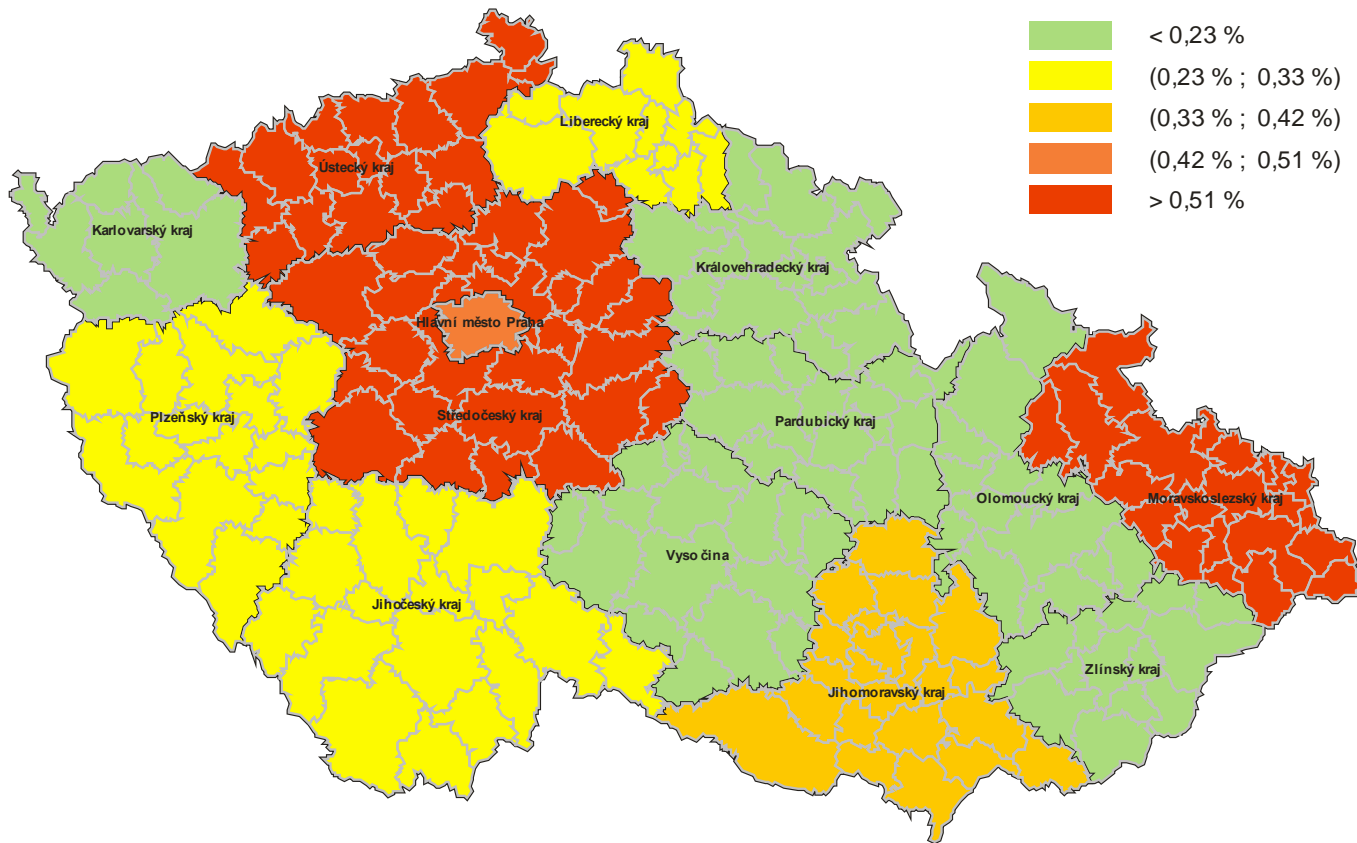 < 0,23 %
(0,23 % ; 0,33 %)
(0,33 % ; 0,42 %)
(0,42 % ; 0,51 %)
> 0,51 %
Liberecký kraj
Ústecký kraj
Karlovarský kraj
Královehradecký kraj
Hlavní město Praha
Plzeňský kraj
Středočeský kraj
Pardubický kraj
Olomoucký kraj
Moravskoslezský kraj
Vysočina
Jihočeský kraj
Zlínský kraj
Jihomoravský kraj